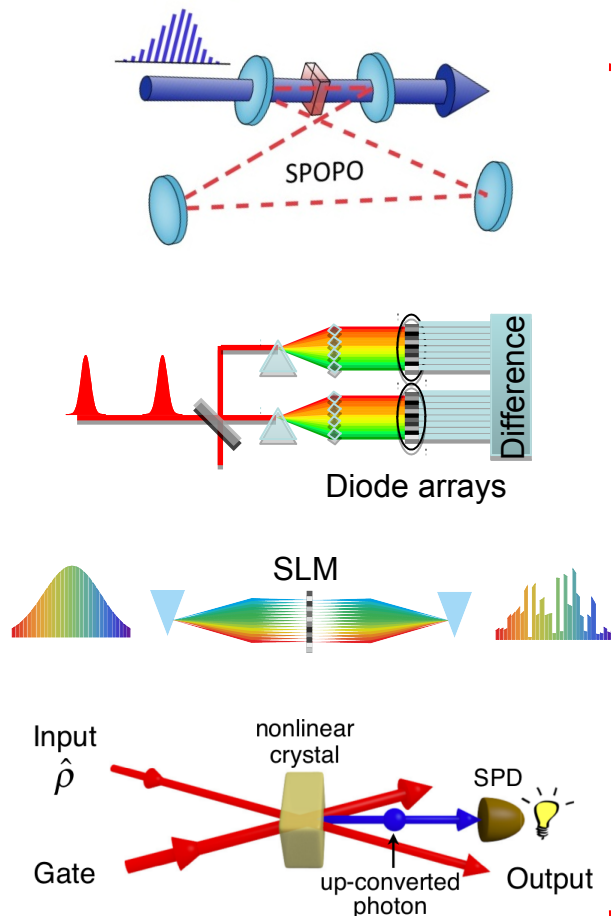 SPOPO
Difference
Diode arrays
SLM
nonlinear
crystal
Input
ρ̂
SPD
Gate
Output
up-converted
photon